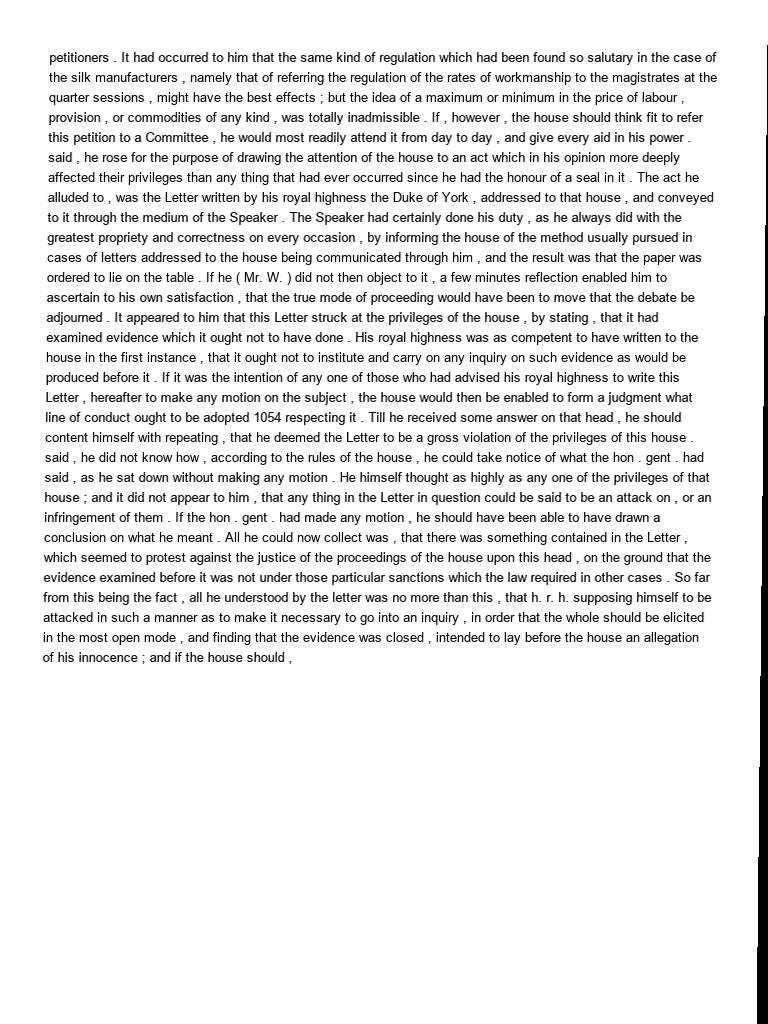 petitioners . It had occurred to him that the same kind of regulation which had been found so salutary in the case of
the silk manufacturers , namely that of referring the regulation of the rates of workmanship to the magistrates at the
quarter sessions , might have the best effects ; but the idea of a maximum or minimum in the price of labour ,
provision , or commodities of any kind , was totally inadmissible . If , however , the house should think fit to refer
this petition to a Committee , he would most readily attend it from day to day , and give every aid in his power .
said , he rose for the purpose of drawing the attention of the house to an act which in his opinion more deeply
affected their privileges than any thing that had ever occurred since he had the honour of a seal in it . The act he
alluded to , was the Letter written by his royal highness the Duke of York , addressed to that house , and conveyed
to it through the medium of the Speaker . The Speaker had certainly done his duty , as he always did with the
greatest propriety and correctness on every occasion , by informing the house of the method usually pursued in
cases of letters addressed to the house being communicated through him , and the result was that the paper was
ordered to lie on the table . If he ( Mr. W. ) did not then object to it , a few minutes reflection enabled him to
ascertain to his own satisfaction , that the true mode of proceeding would have been to move that the debate be
adjourned . It appeared to him that this Letter struck at the privileges of the house , by stating , that it had
examined evidence which it ought not to have done . His royal highness was as competent to have written to the
house in the first instance , that it ought not to institute and carry on any inquiry on such evidence as would be
produced before it . If it was the intention of any one of those who had advised his royal highness to write this
Letter , hereafter to make any motion on the subject , the house would then be enabled to form a judgment what
line of conduct ought to be adopted 1054 respecting it . Till he received some answer on that head , he should
content himself with repeating , that he deemed the Letter to be a gross violation of the privileges of this house .
said , he did not know how , according to the rules of the house , he could take notice of what the hon . gent . had
said , as he sat down without making any motion . He himself thought as highly as any one of the privileges of that
house ; and it did not appear to him , that any thing in the Letter in question could be said to be an attack on , or an
infringement of them . If the hon . gent . had made any motion , he should have been able to have drawn a
conclusion on what he meant . All he could now collect was , that there was something contained in the Letter ,
which seemed to protest against the justice of the proceedings of the house upon this head , on the ground that the
evidence examined before it was not under those particular sanctions which the law required in other cases . So far
from this being the fact , all he understood by the letter was no more than this , that h. r. h. supposing himself to be
attacked in such a manner as to make it necessary to go into an inquiry , in order that the whole should be elicited
in the most open mode , and finding that the evidence was closed , intended to lay before the house an allegation
of his innocence ; and if the house should ,